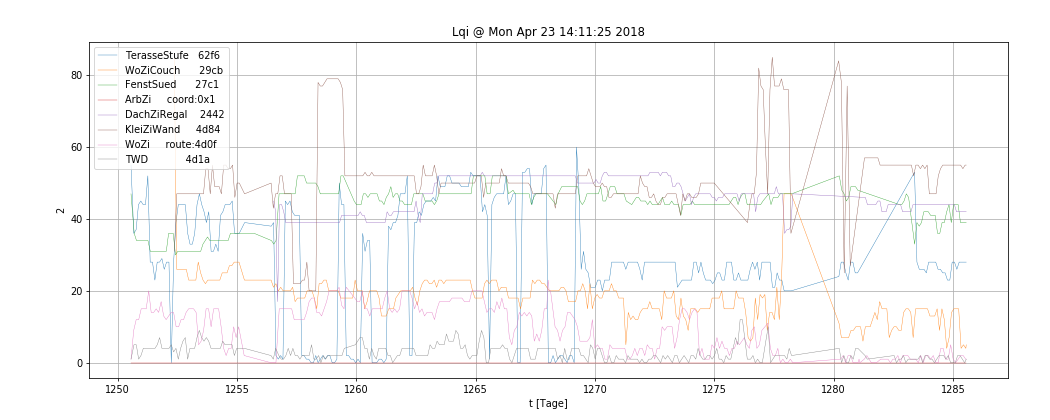 Lqi @ Mon Apr 23 14:11:25 2018
TerasseStufe 62f6
WoZiCouch 29cb
FenstSued 27c1
ArbZi coord:0x1
DachZiRegal 2442
KleiZiWand 4d84
WoZi route:4d0f
TWD 4d1a
80
60
40
20
0
2
1250 1255 1260 1265 1270 1275 1280 1285
t [Tage]